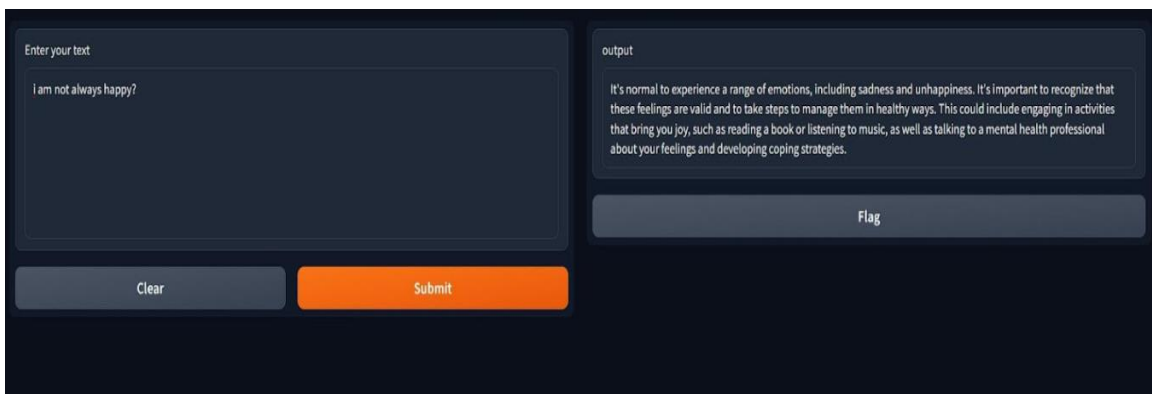 Enter your text
i am not always happy?
Clear
Submit
output
It's normal to experience a range of emotions, including sadness and unhappiness. It's important to recognize that
these feelings are valid and to take steps to manage them in healthy ways. This could include engaging in activities
that bring you joy, such as reading a book or listening to music, as well as talking to a mental health professional
about your feelings and developing coping strategies.
Flag